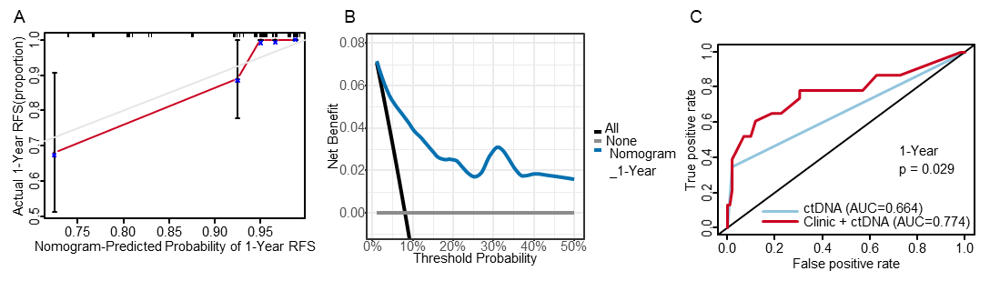 A
Actual 1-Year RFS(proportion)
1.0
0.9
0.8
0.7
0.6
0.5
0.75
0.80
0.85
0.90
0.95
Nomogram-Predicted Probability of 1-Year RFS
B
Net Benefit
0.08
0.06
0.04
0.02
0.00
0%
10%
20%
30%
40%
50%
Threshold Probability
All
None
Nomogram
_1-Year
C
True positive rate
1.0
0.8
0.6
0.4
0.2
0.0
1-Year
p = 0.029
ctDNA (AUC=0.664)
Clinic + ctDNA (AUC=0.774)
0.0
0.2
0.4
0.6
0.8
1.0
False positive rate